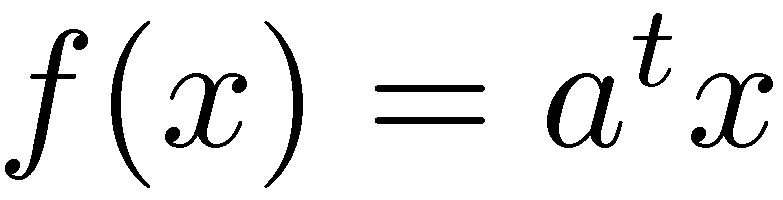 f(x) = a^t x